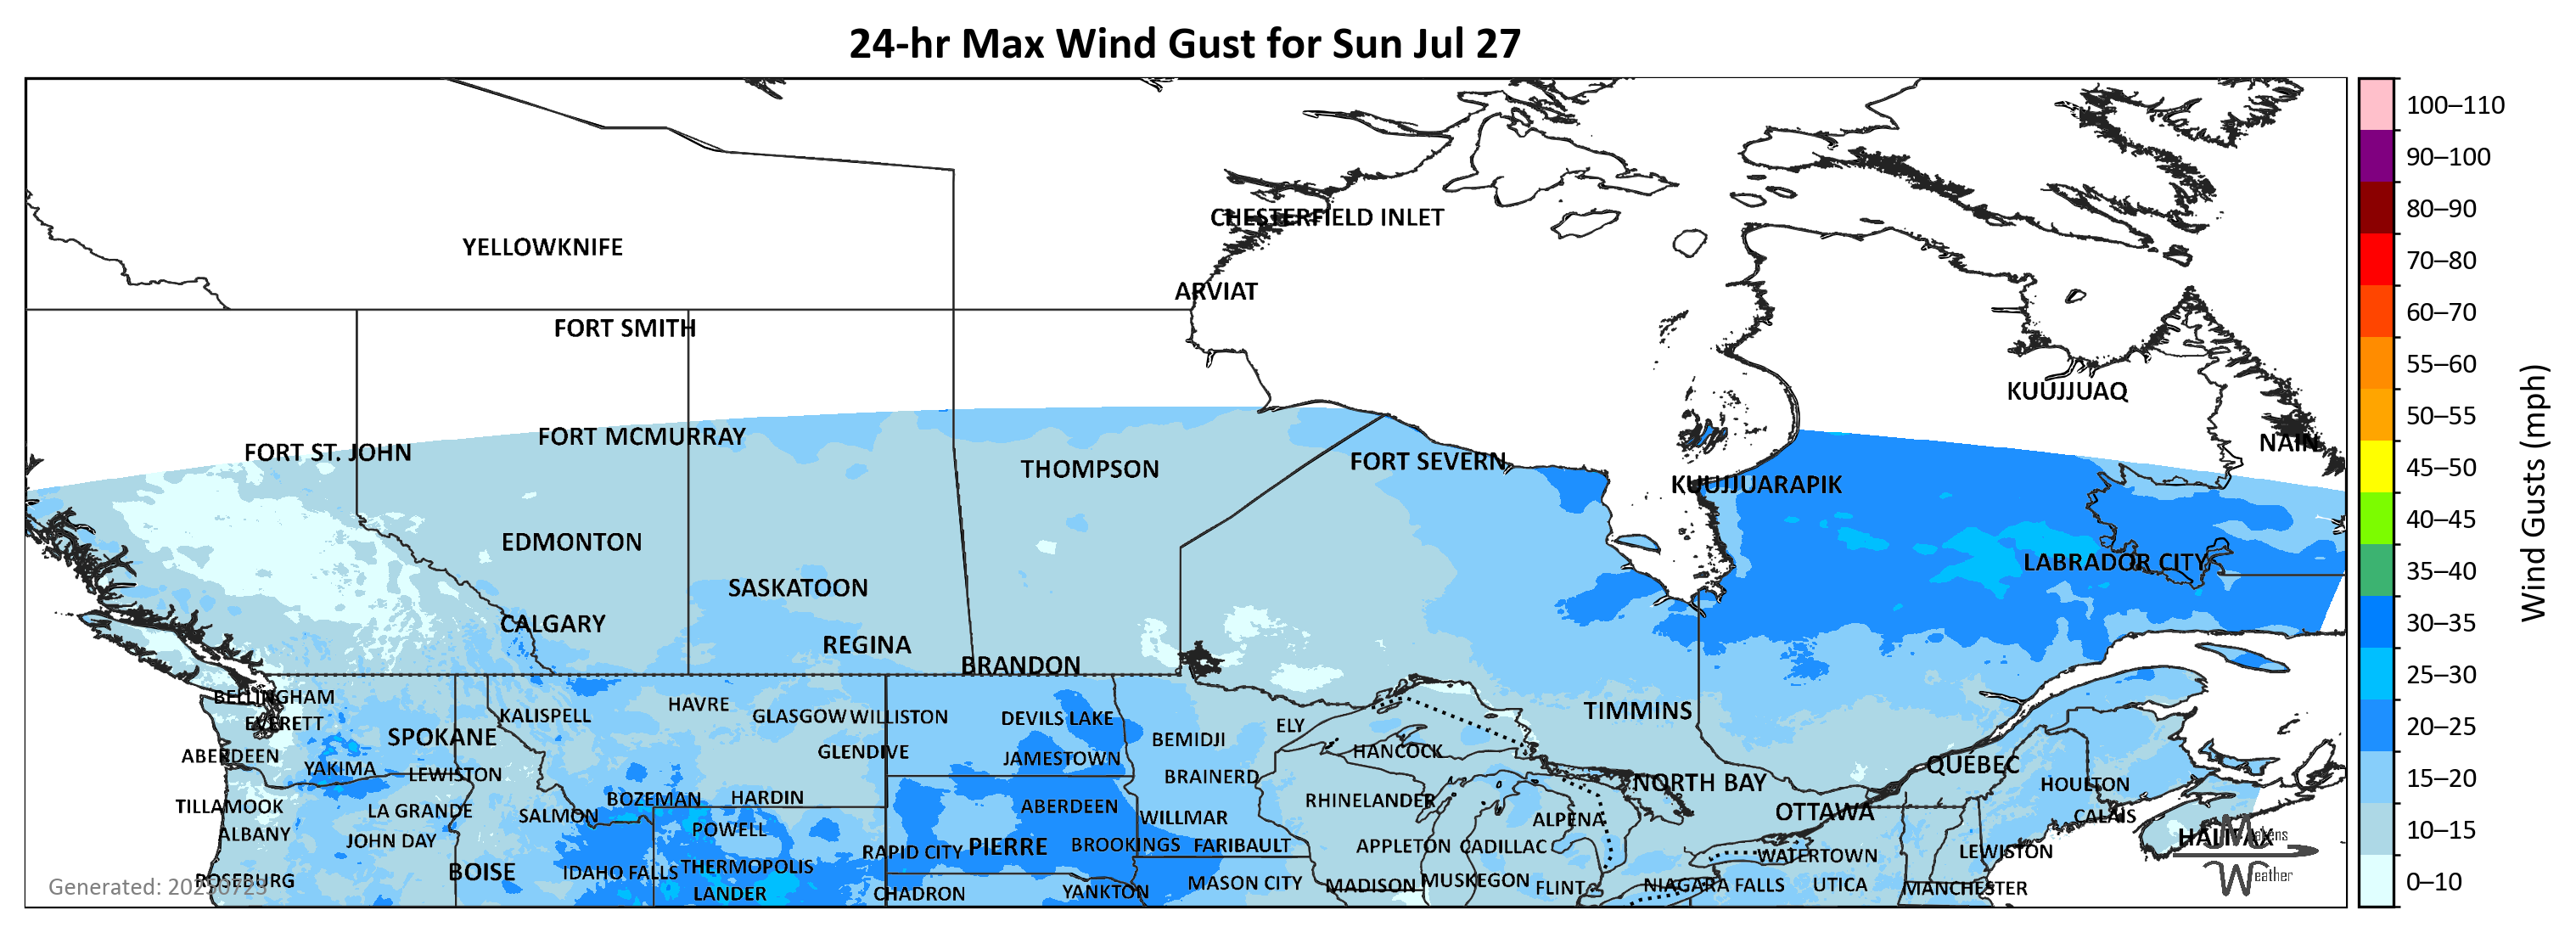 24-hr Max Wind Gust for Sun Jul 27
CHESTERFIELD INLET
YELLOWKNIFE
ARVIAT
FORT SMITH
KUUJJUAQ
FORT MCMURRAY
NAIN
FORT ST. JOHN
THOMPSON
FORT SEVERN
KUUJJUARAPIK
EDMONTON
LABRADOR CITY
SASKATOON
CALGARY
REGINA
BRANDON
BELLINGHAM
HAVRE
KALISPELL
GLASGOW
WILLISTON
DEVILS LAKE
TIMMINS
EVERETT
ELY
SPOKANE
BEMIDJI
GLENDIVE
HANCOCK
ABERDEEN
JAMESTOWN
QUÉBEC
YAKIMA
LEWISTON
BRAINERD
NORTH BAY
HOULTON
BOZEMAN
HARDIN
RHINELANDER
TILLAMOOK
LA GRANDE
ABERDEEN
OTTAWA
SALMON
WILLMAR
ALPENA
CALAIS
POWELL
ALBANY
HALIFAX
JOHN DAY
PIERRE
BROOKINGS
FARIBAULT
APPLETON
CADILLAC
RAPID CITY
LEWISTON
WATERTOWN
THERMOPOLIS
BOISE
IDAHO FALLS
ROSEBURG
MUSKEGON
MASON CITY
MADISON
NIAGARA FALLS
UTICA
FLINT
MANCHESTER
LANDER
CHADRON
YANKTON
Generated: 20250723
Matens
Weather
100–110
90–100
80–90
70–80
60–70
55–60
50–55
45–50
40–45
35–40
30–35
25–30
20–25
15–20
10–15
0–10
Wind Gusts (mph)